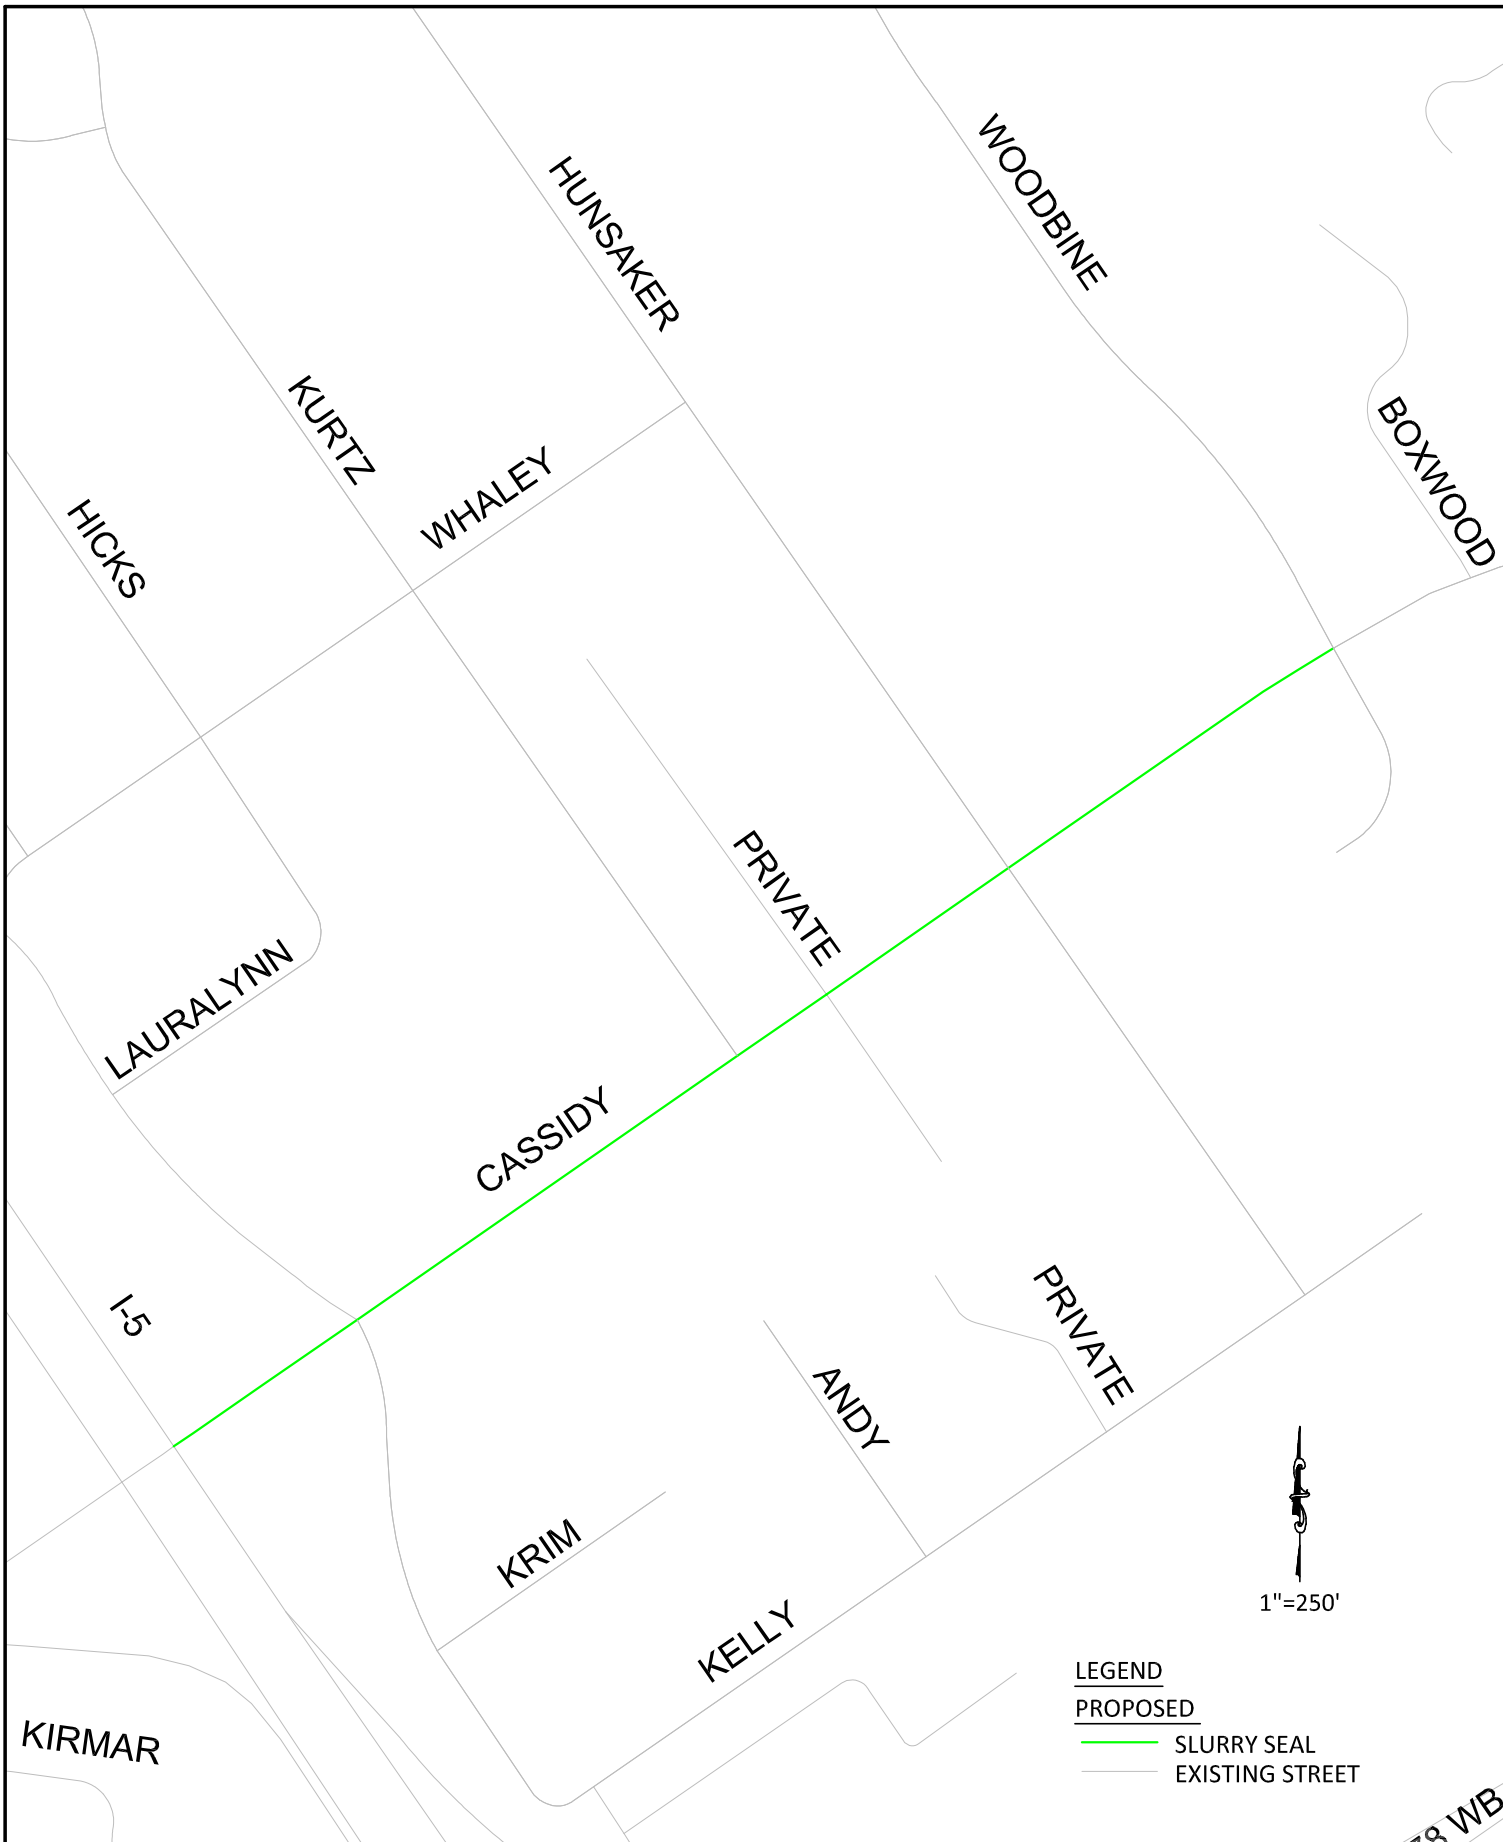 WOODBINE
HUNSAKER
KURTZ
BOXWOOD
WHALEY
HICKS
PRIVATE
LAURALYNN
CASSIDY
I-5
PRIVATE
ANDY
KRIM
KELLY
1"=250'
LEGEND
PROPOSED
SLURRY SEAL
EXISTING STREET
KIRMAR
78 WB